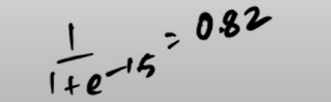 1/(1+e^-15) = 0.82